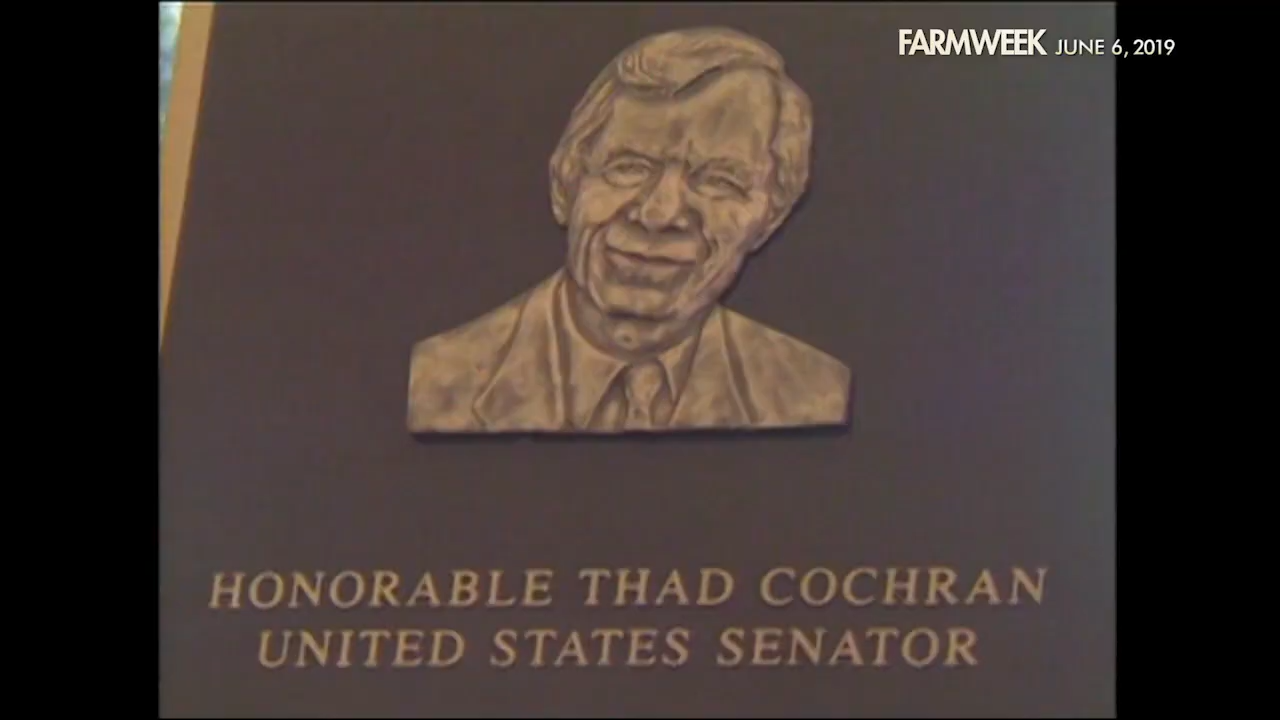 FARMWEEK JUNE 6, 2019
HONORABLE THAD COCHRAN
UNITED STATES SENATOR